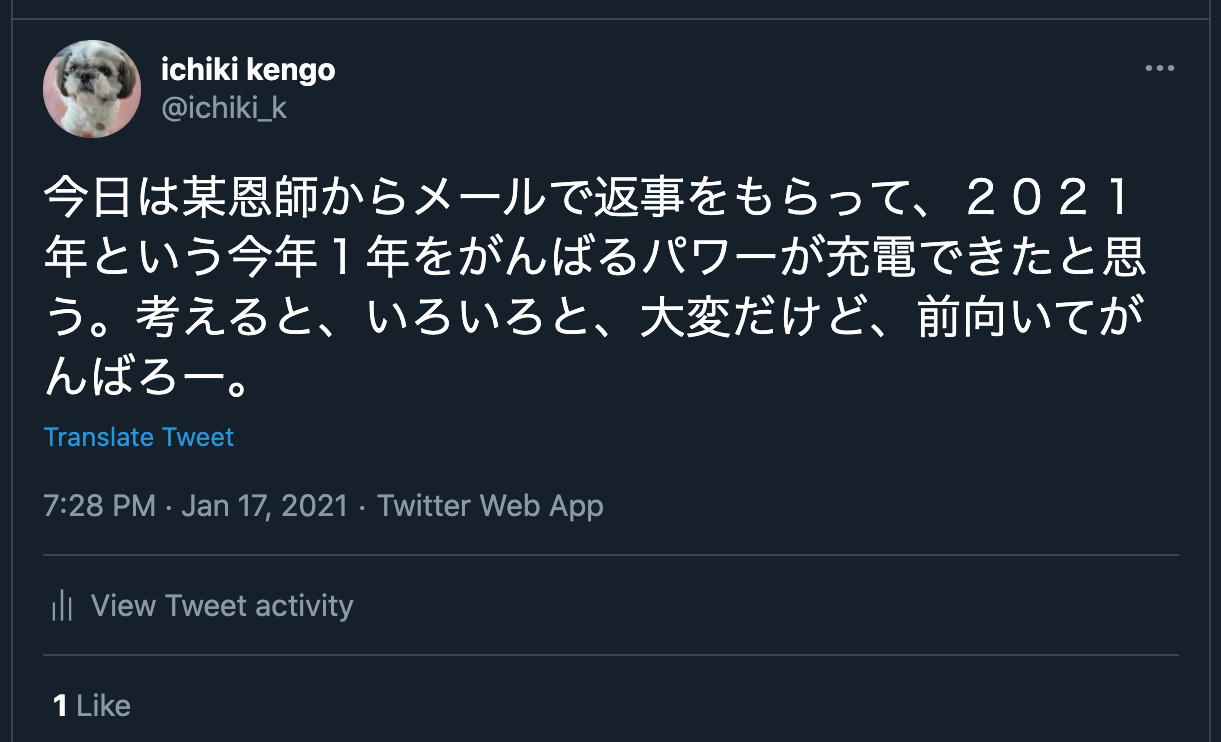 ichiki kengo
@ichiki_k
今日は某恩師からメールで返事をもらって、２０２１
年という今年１年をがんばるパワーが充電できたと思
う。考えると、いろいろと、大変だけど、前向いてが
んばろー。
Translate Tweet
7:28 PM · Jan 17, 2021 · Twitter Web App
View Tweet activity
1 Like